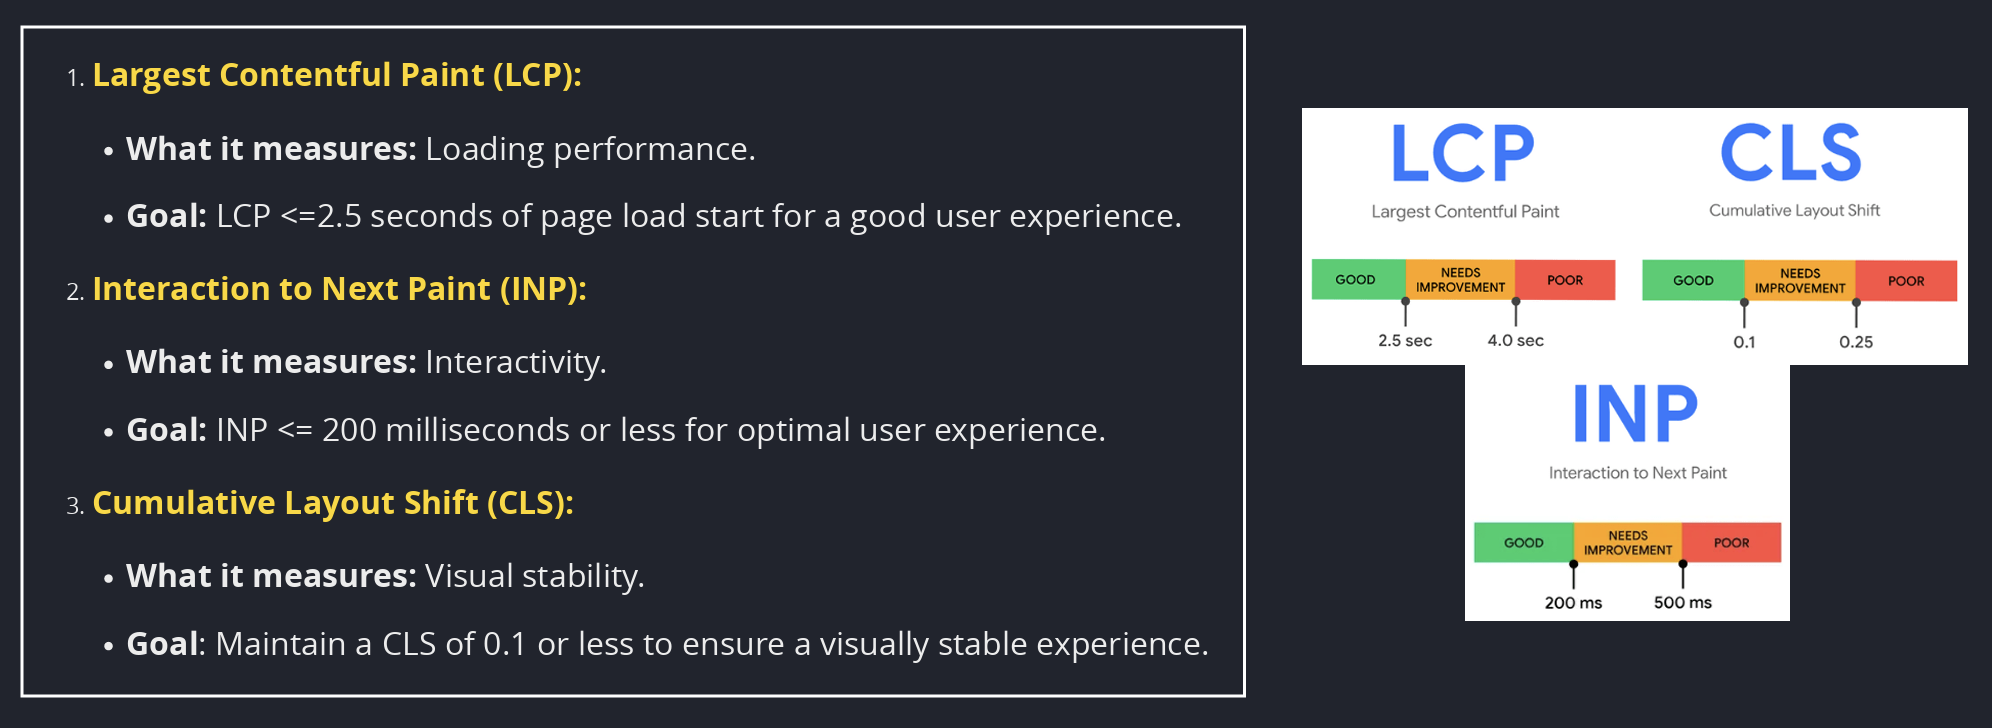 1. Largest Contentful Paint (LCP):
• What it measures: Loading performance.
• Goal: LCP <=2.5 seconds of page load start for a good user experience.
2. Interaction to Next Paint (INP):
• What it measures: Interactivity.
• Goal: INP <= 200 milliseconds or less for optimal user experience.
3. Cumulative Layout Shift (CLS):
• What it measures: Visual stability.
• Goal: Maintain a CLS of 0.1 or less to ensure a visually stable experience.
LCP
Largest Contentful Paint
GOOD
NEEDS
IMPROVEMENT
POOR
2.5 sec
4.0 sec
CLS
Cumulative Layout Shift
GOOD
NEEDS
IMPROVEMENT
POOR
0.1
0.25
INP
Interaction to Next Paint
GOOD
NEEDS
IMPROVEMENT
POOR
200 ms
500 ms